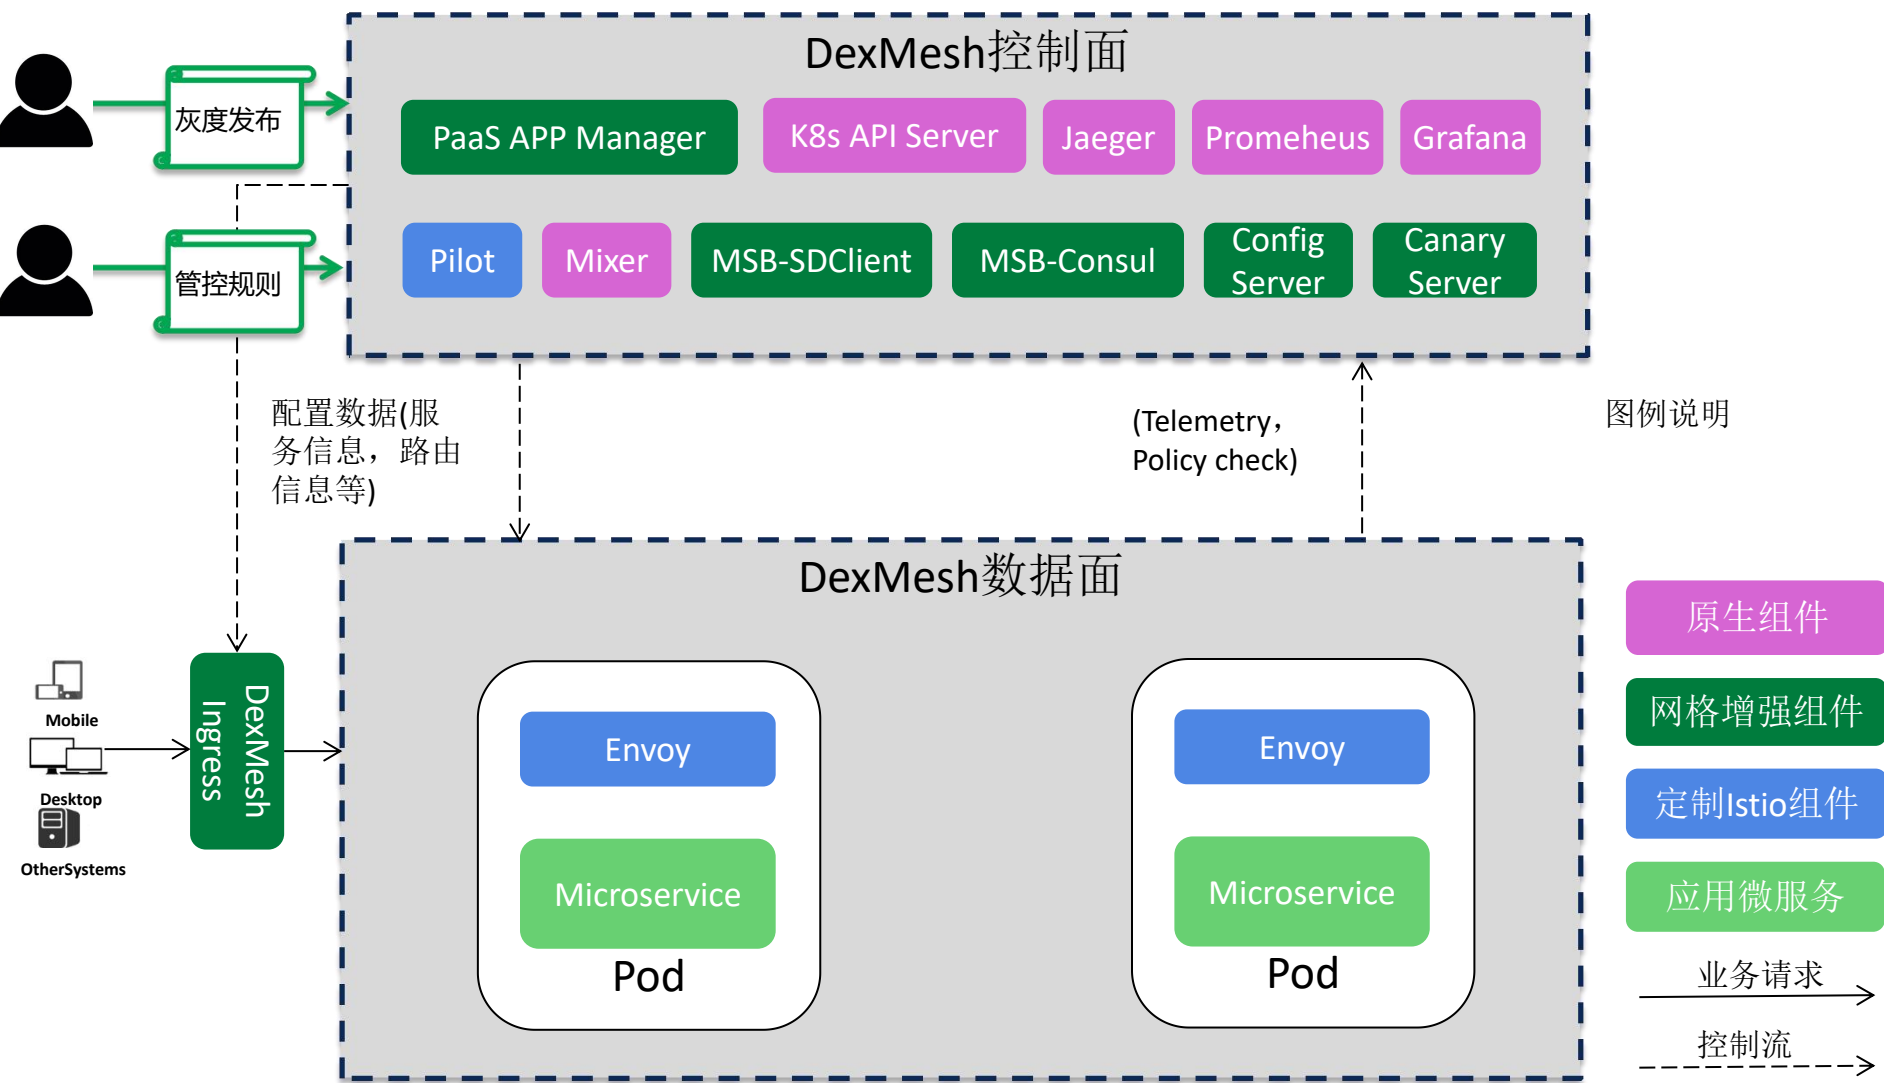 DexMesh控制面
灰度发布
PaaS APP Manager
K8s API Server
Jaeger
Promeheus
Grafana
管控规则
Pilot
Mixer
MSB-SDClient
MSB-Consul
Config
Server
Canary
Server
配置数据(服
务信息，路由
信息等)
(Telemetry，
Policy check)
图例说明
DexMesh数据面
Mobile
Desktop
OtherSystems
DexMesh
Ingress
Envoy
Microservice
Pod
Envoy
Microservice
Pod
原生组件
网格增强组件
定制Istio组件
应用微服务
业务请求
控制流